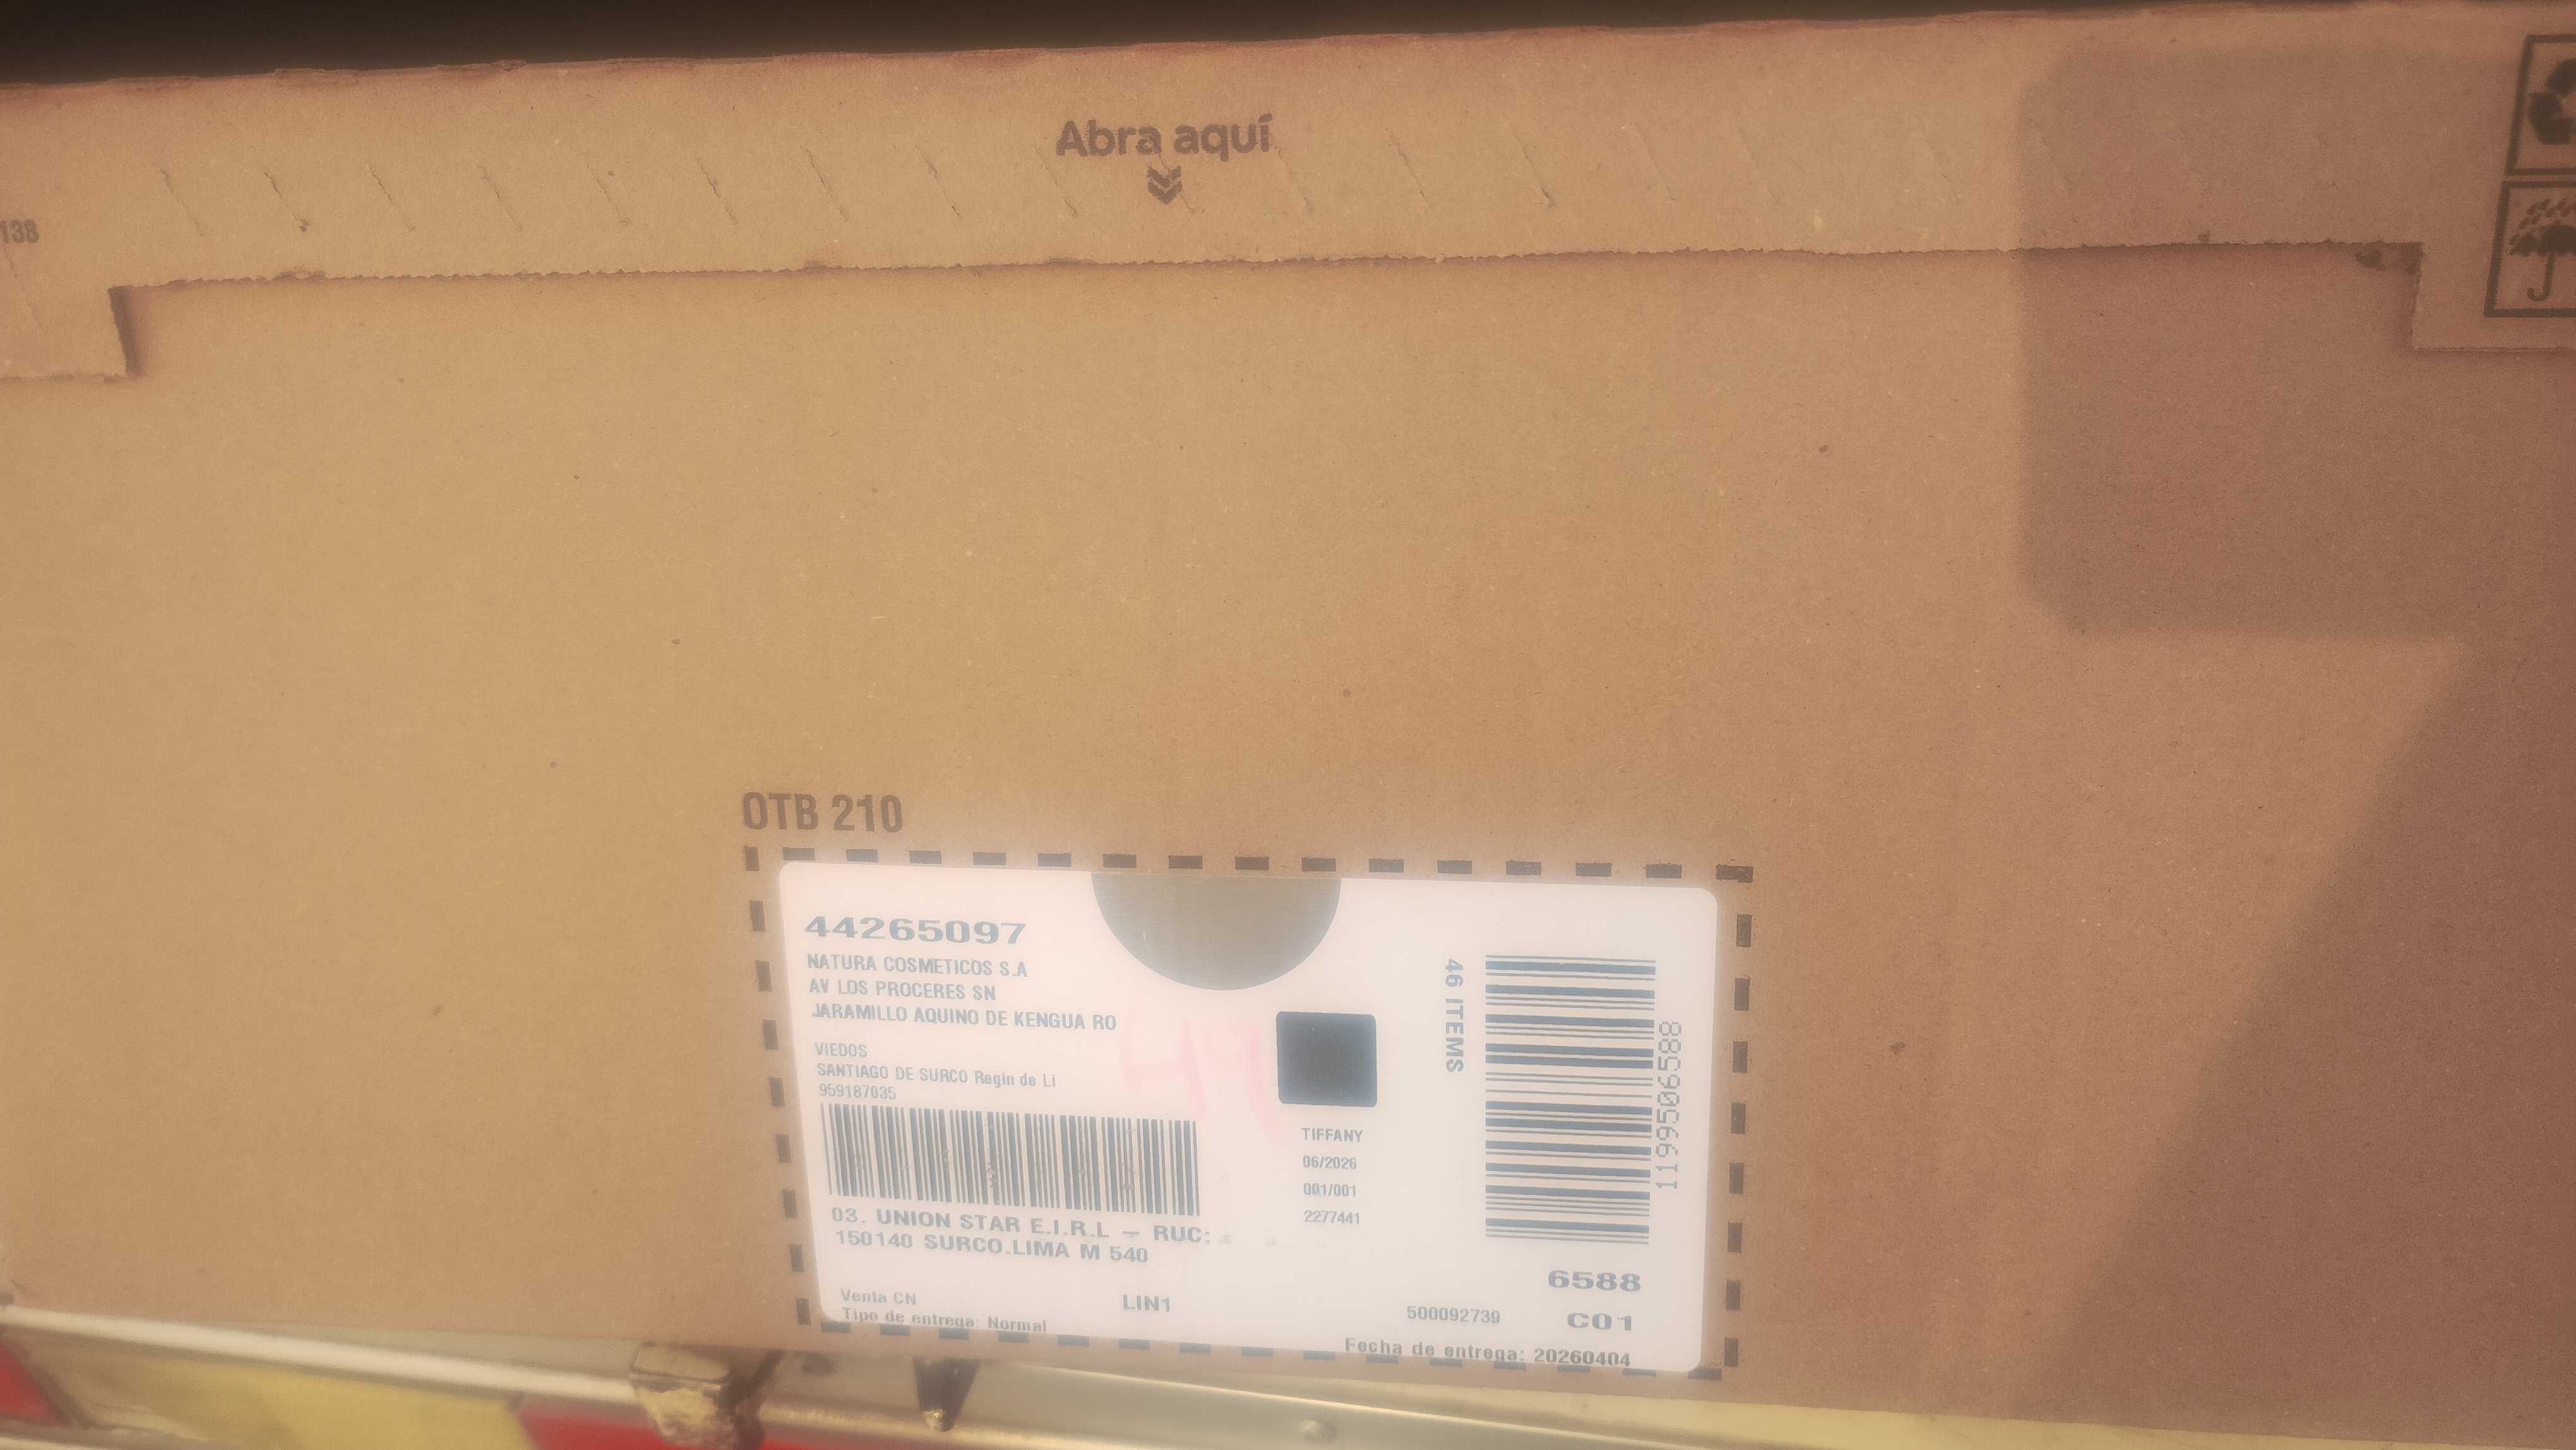 Abra aquí
138
OTB 210
44265097
NATURA COSMETICOS S.A
AV LOS PROCERES SN
JARAMILLO AQUINO DE KENGUA RO
VIEDOS
SANTIAGO DE SURCO Regin de Li
959187035
03. UNION STAR E.I.R.L – RUC:
150140 SURCO.LIMA M 540
Venta CN
Tipo de entrega: Normal
LIN1
TIFFANY
06/2026
001/001
2277441
46 ITEMS
1199506588
6588
500092739
C01
Fecha de entrega: 20260404